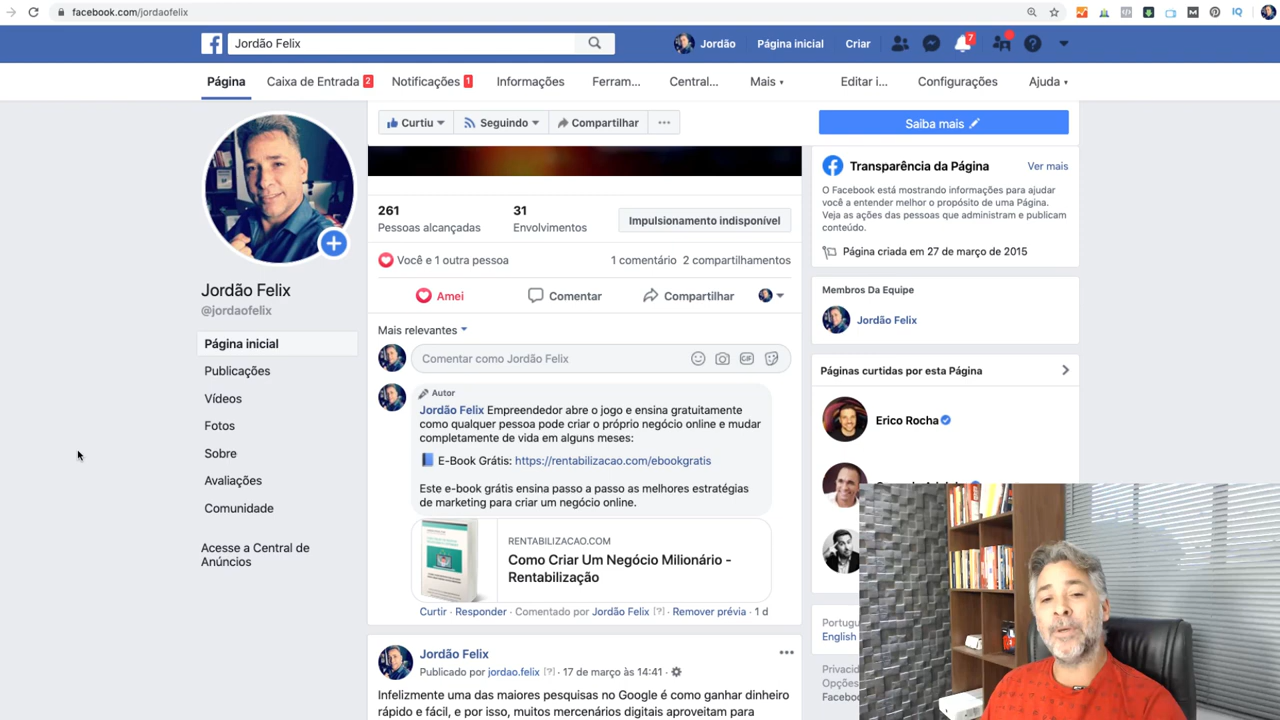 facebook.com/jordaofelix
Jordão Felix
Jordão
Página inicial
Criar
7
Página
Caixa de Entrada 2
Notificações 1
Informações
Ferram...
Central...
Mais
Editar i...
Configurações
Ajuda
Curtiu
Seguindo
Compartilhar
Saiba mais
Jordão Felix
@jordaofelix
Página inicial
Publicações
Vídeos
Fotos
Sobre
Avaliações
Comunidade
Acesse a Central de
Anúncios
261
Pessoas alcançadas
31
Envolvimentos
Impulsionamento indisponível
Você e 1 outra pessoa
1 comentário 2 compartilhamentos
Amei
Comentar
Compartilhar
Mais relevantes
Comentar como Jordão Felix
GIF
Autor
Jordão Felix Empreendedor abre o jogo e ensina gratuitamente
como qualquer pessoa pode criar o próprio negócio online e mudar
completamente de vida em alguns meses:
E-Book Grátis: https://rentabilizacao.com/ebookgratis
Este e-book grátis ensina passo a passo as melhores estratégias
de marketing para criar um negócio online.
RENTABILIZACAO.COM
Como Criar Um Negócio Milionário -
Rentabilização
Curtir · Responder · Comentado por Jordão Felix [?] · Remover prévia · 1 d
Jordão Felix
Publicado por jordao.felix [?] · 17 de março às 14:41 ·
Infelizmente uma das maiores pesquisas no Google é como ganhar dinheiro
rápido e fácil, e por isso, muitos mercenários digitais aproveitam para
Transparência da Página
Ver mais
O Facebook está mostrando informações para ajudar
você a entender melhor o propósito de uma Página.
Veja as ações das pessoas que administram e publicam
conteúdo.
Página criada em 27 de março de 2015
Membros Da Equipe
Jordão Felix
Páginas curtidas por esta Página
Erico Rocha
Portugu
English
Privacid
Opções
Faceboo